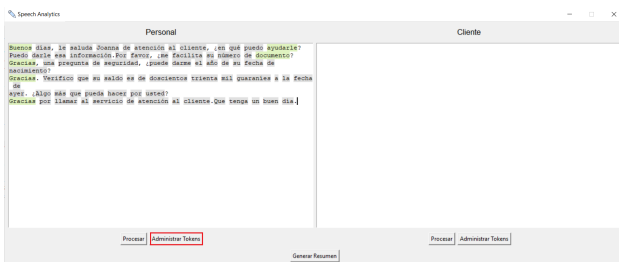 Speech Analytics
Personal
Cliente
Buenos dias, le saluda Joanna de atención al cliente, ¿en qué puedo ayudarle?
Puedo darle esa información.Por favor, ¿me facilita su número de documento?
Gracias, una pregunta de seguridad, ¿puede darme el año de su fecha de
nacimiento?
Gracias. Verifico que su saldo es de doscientos treinta mil guaranies a la fecha
de
ayer. ¿Algo más que pueda hacer por usted?
Gracias por llamar al servicio de atención al cliente.Que tenga un buen día.
Procesar Administrar Tokens
Procesar Administrar Tokens
Generar Resumen